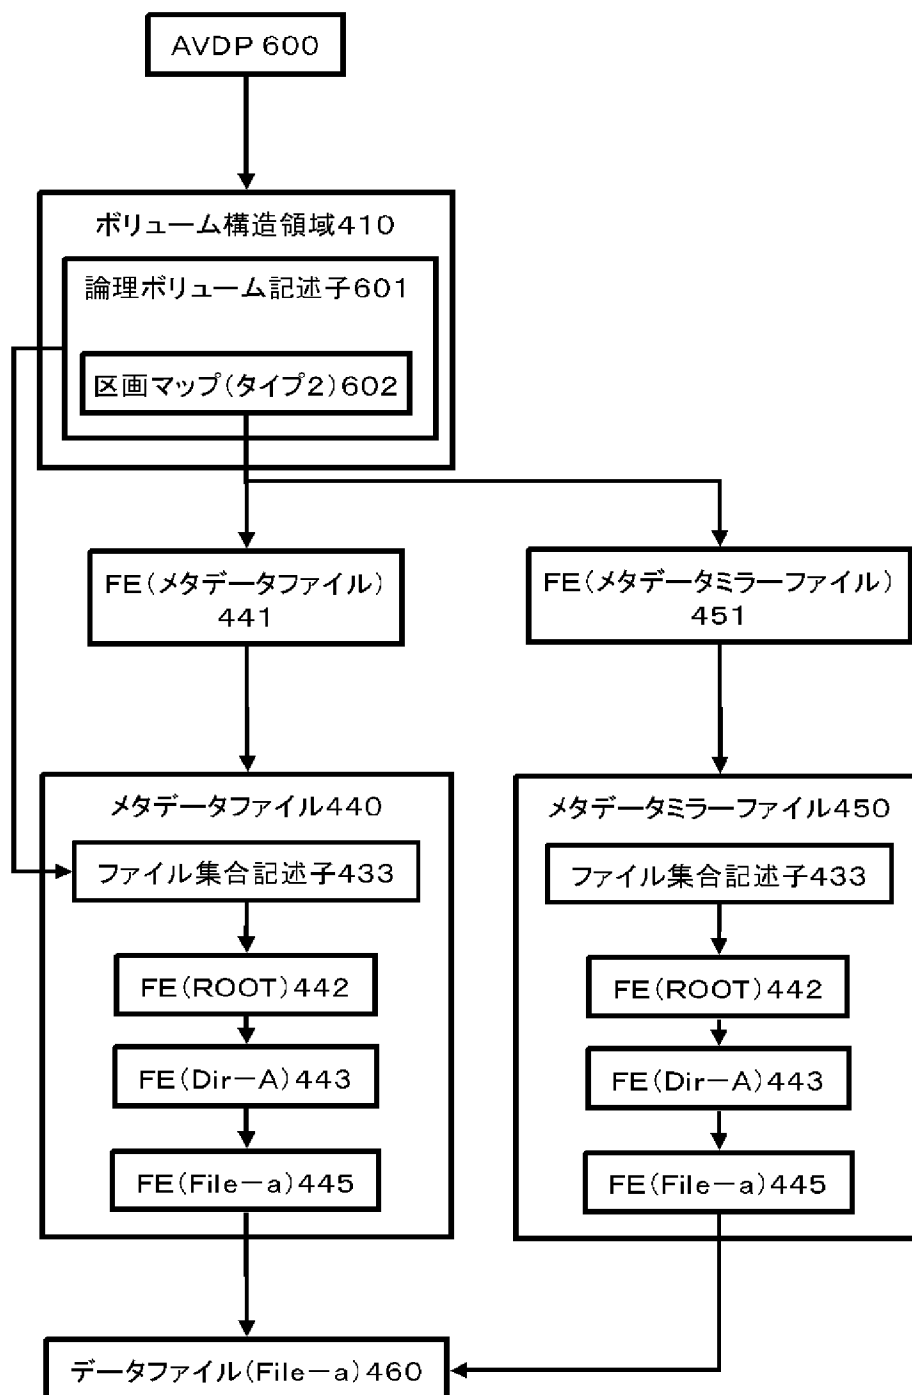 AVDP 600
ボリューム構造領域410
論理ボリューム記述子601
区画マップ(タイプ2)602
FE(メタデータファイル)
441
FE(メタデータミラーファイル)
451
メタデータファイル440
ファイル集合記述子433
FE(ROOT)442
FE(Dir－A)443
FE(File－a)445
メタデータミラーファイル450
ファイル集合記述子433
FE(ROOT)442
FE(Dir－A)443
FE(File－a)445
データファイル(File－a)460